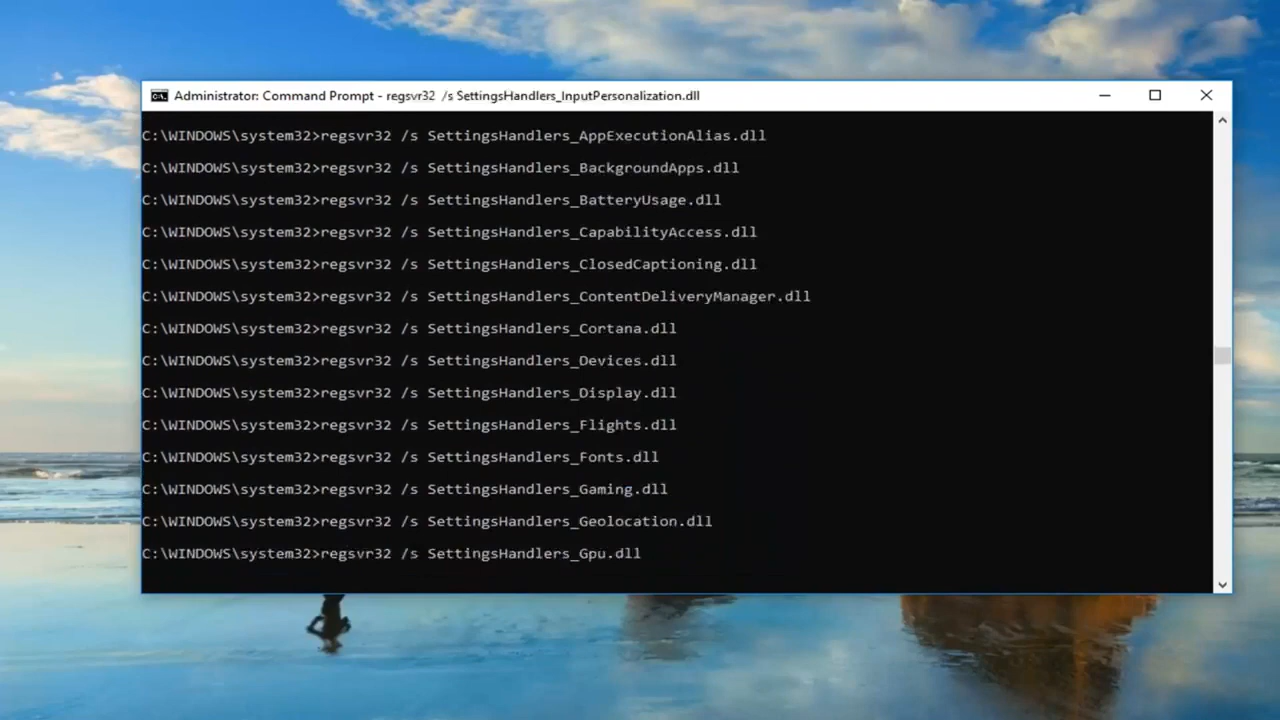 Administrator: Command Prompt - regsvr32 /s SettingsHandlers_InputPersonalization.dll
C:\WINDOWS\system32>regsvr32 /s SettingsHandlers_AppExecutionAlias.dll
C:\WINDOWS\system32>regsvr32 /s SettingsHandlers_BackgroundApps.dll
C:\WINDOWS\system32>regsvr32 /s SettingsHandlers_BatteryUsage.dll
C:\WINDOWS\system32>regsvr32 /s SettingsHandlers_CapabilityAccess.dll
C:\WINDOWS\system32>regsvr32 /s SettingsHandlers_ClosedCaptioning.dll
C:\WINDOWS\system32>regsvr32 /s SettingsHandlers_ContentDeliveryManager.dll
C:\WINDOWS\system32>regsvr32 /s SettingsHandlers_Cortana.dll
C:\WINDOWS\system32>regsvr32 /s SettingsHandlers_Devices.dll
C:\WINDOWS\system32>regsvr32 /s SettingsHandlers_Display.dll
C:\WINDOWS\system32>regsvr32 /s SettingsHandlers_Flights.dll
C:\WINDOWS\system32>regsvr32 /s SettingsHandlers_Fonts.dll
C:\WINDOWS\system32>regsvr32 /s SettingsHandlers_Gaming.dll
C:\WINDOWS\system32>regsvr32 /s SettingsHandlers_Geolocation.dll
C:\WINDOWS\system32>regsvr32 /s SettingsHandlers_Gpu.dll